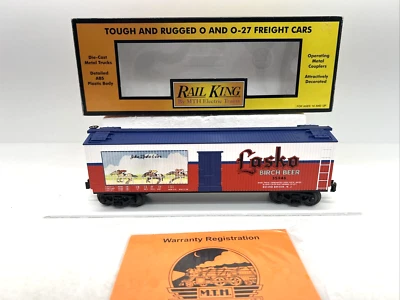 TOUGH AND RUGGED O AND O-27 FREIGHT CARS
Die-Cast
Metal Trucks
Detailed
ABS
Plastic Body
RAIL KING
By M.T.H Electric Trains
Operating
Metal
Couplers
Attractively
Decorated
Lasko
BIRCH BEER
Warranty Registration
M.T.H.